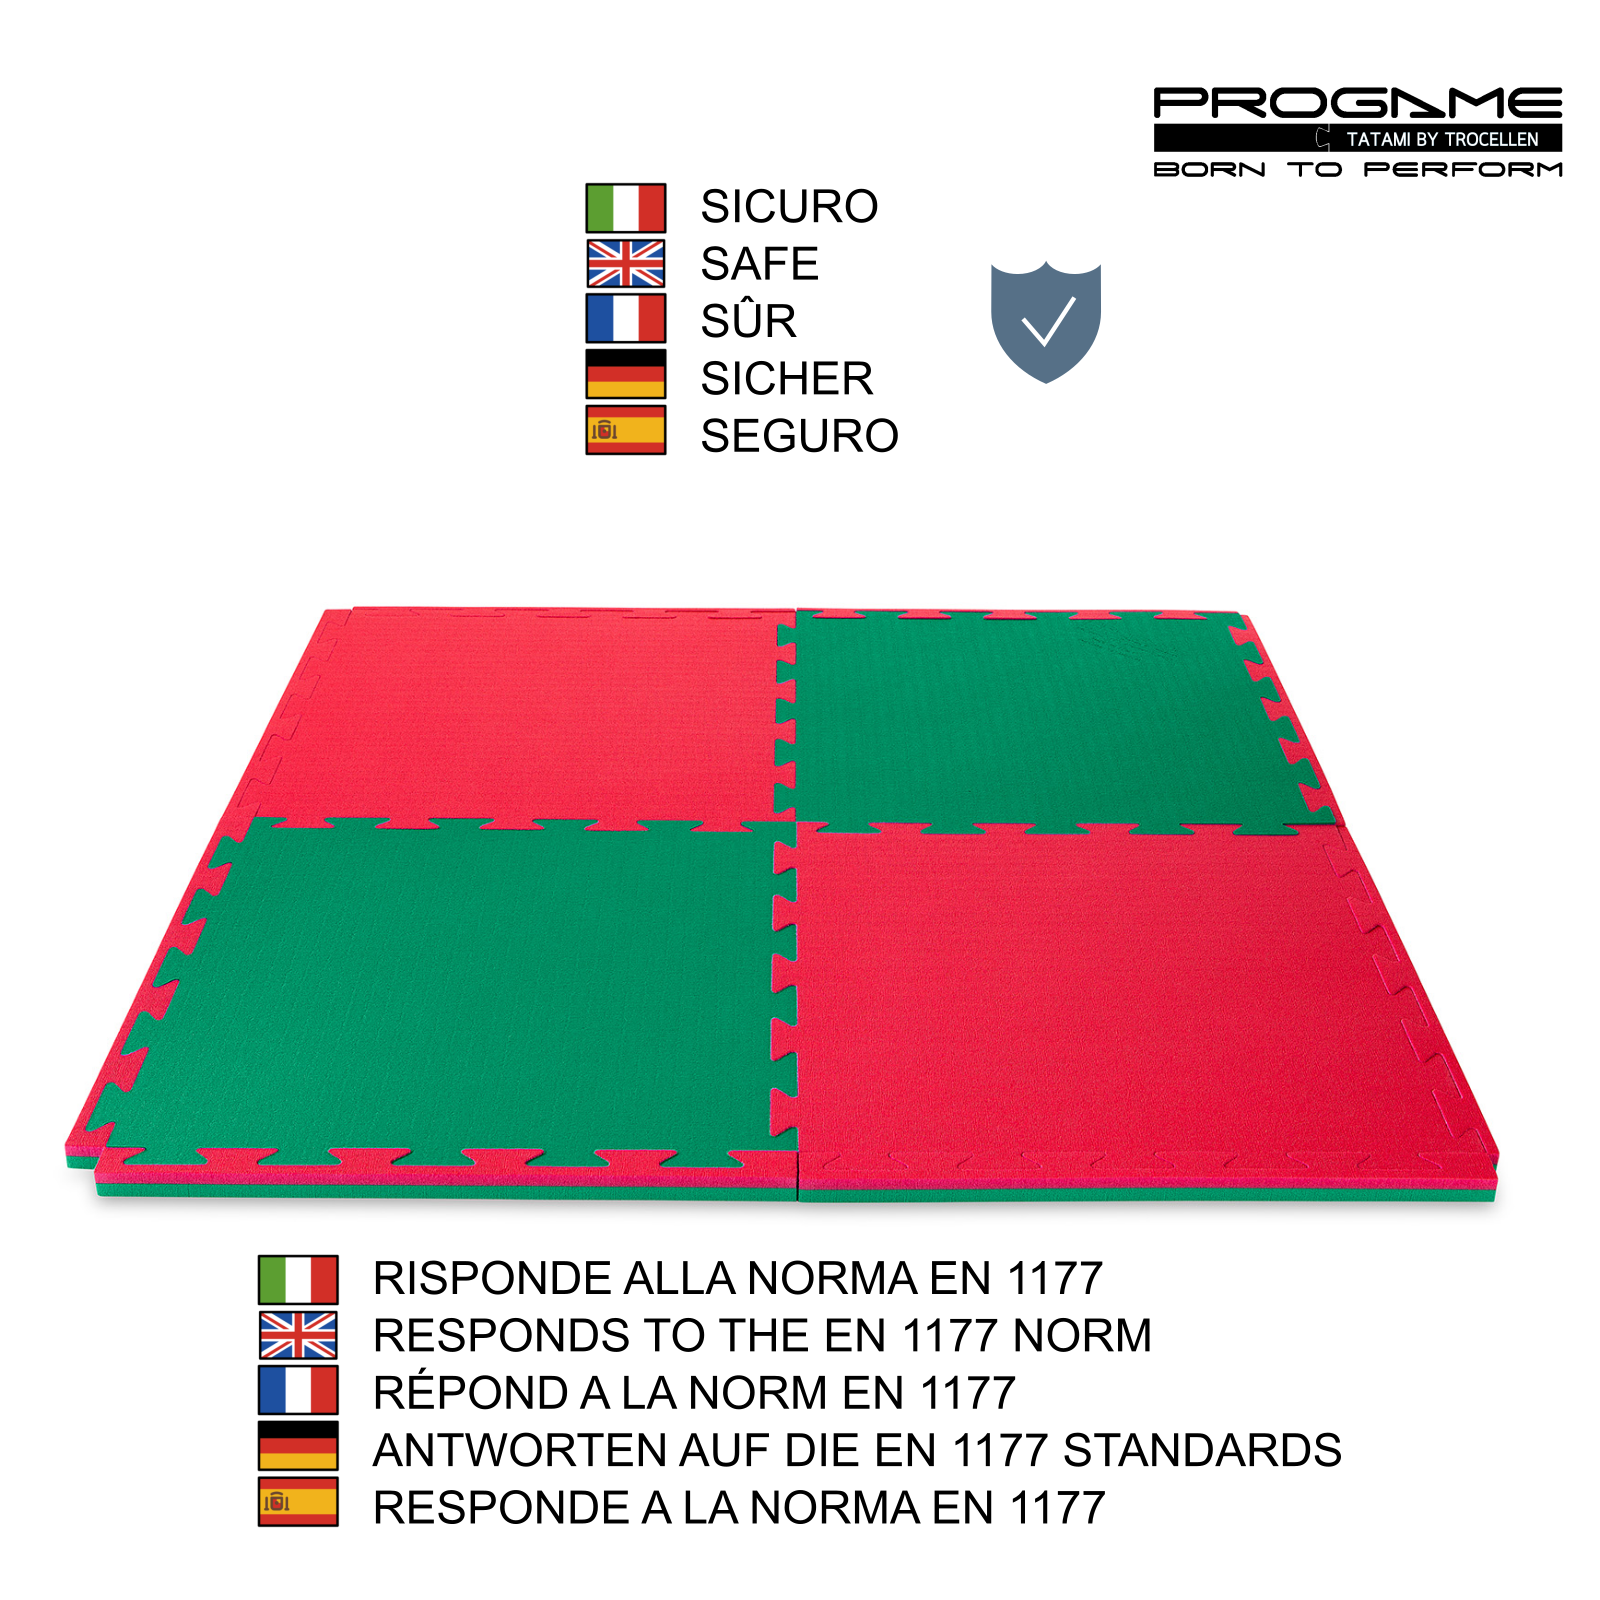 PROGAME
TATAMI BY TROCELLEN
BORN TO PERFORM
SICURO
SAFE
SÛR
SICHER
SEGURO
RISPONDE ALLA NORMA EN 1177
RESPONDS TO THE EN 1177 NORM
RÉPOND A LA NORM EN 1177
ANTWORTEN AUF DIE EN 1177 STANDARDS
RESPONDE A LA NORMA EN 1177